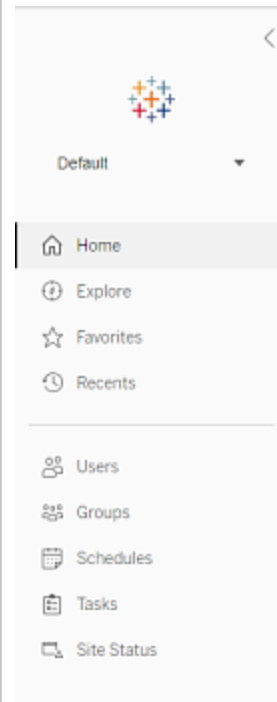 Default
Home
Explore
Favorites
Recents
Users
Groups
Schedules
Tasks
Site Status